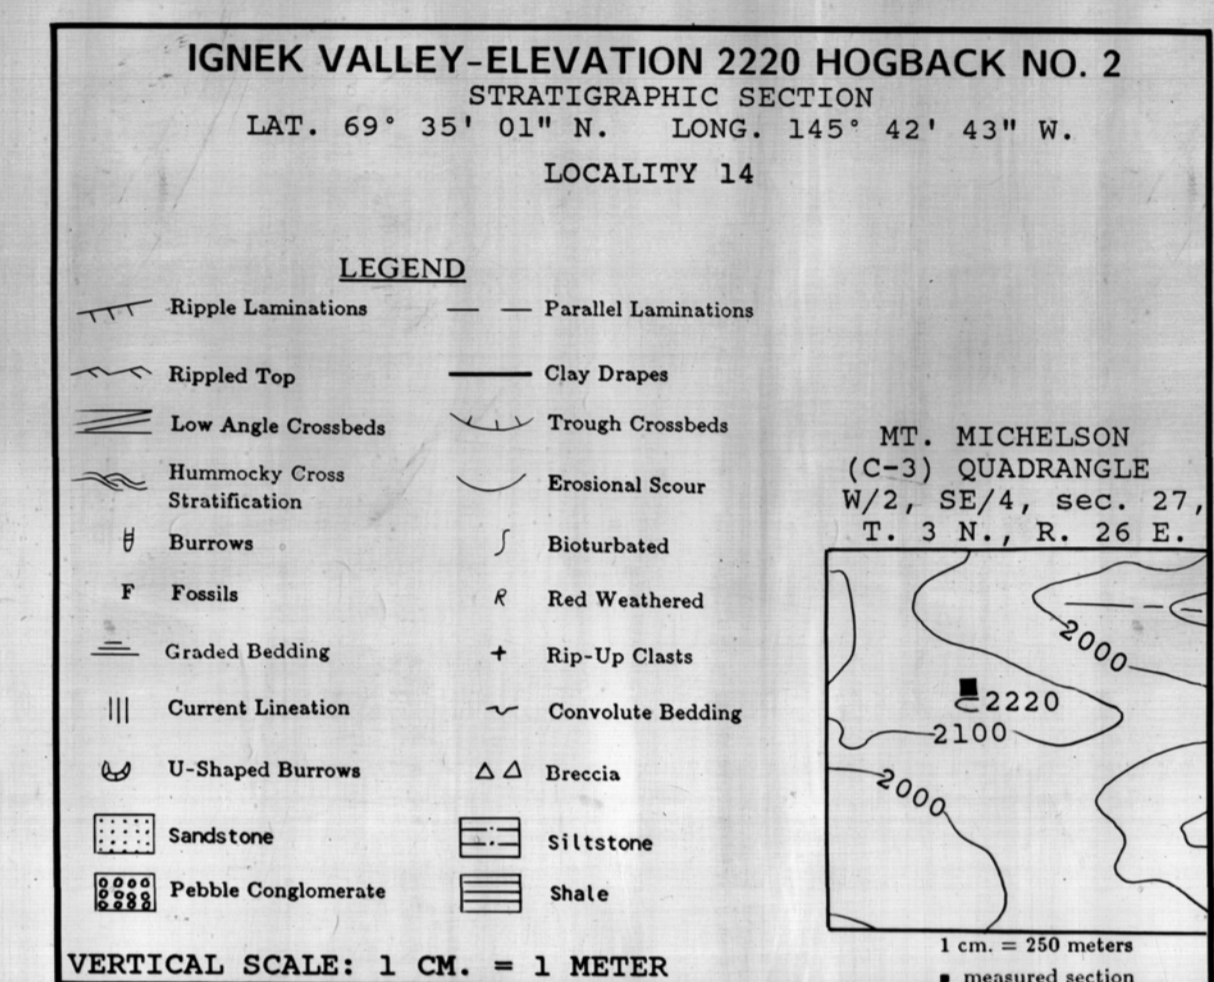 IGNEK VALLEY-ELEVATION 2220 HOGBACK NO. 2
STRATIGRAPHIC SECTION
LAT. 69° 35' 01" N. LONG. 145° 42' 43" W.
LOCALITY 14
LEGEND
Ripple Laminations
Parallel Laminations
Rippled Top
Clay Drapes
Low Angle Crossbeds
Trough Crossbeds
Hummocky Cross
Stratification
Erosional Scour
Burrows
Bioturbated
F Fossils
R Red Weathered
Graded Bedding
Rip-Up Clasts
Current Lineation
Convolute Bedding
U-Shaped Burrows
Breccia
Sandstone
Siltstone
Pebble Conglomerate
Shale
VERTICAL SCALE: 1 CM. = 1 METER
MT. MICHELSON
(C-3) QUADRANGLE
W/2, SE/4, sec. 27,
T. 3 N., R. 26 E.
2000
2220
2100
2000
1 cm. = 250 meters
measured section